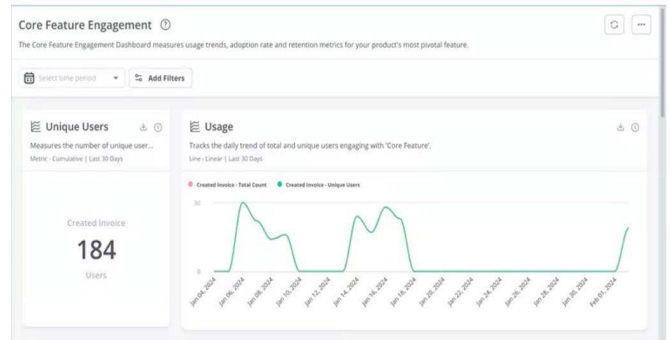 Core Feature Engagement
The Core Feature Engagement Dashboard measures usage trends, adoption rate and retention metrics for your product's most pivotal feature.
Select time period
Add Filters
Unique Users
Measures the number of unique user...
Metric - Cumulative | Last 30 Days
Created Invoice
184
Users
Usage
Tracks the daily trend of total and unique users engaging with 'Core Feature'.
Line - Linear | Last 30 Days
Created Invoice - Total Count
Created Invoice - Unique Users
30
0
Jan 04, 2024
Jan 06, 2024
Jan 08, 2024
Jan 10, 2024
Jan 12, 2024
Jan 14, 2024
Jan 16, 2024
Jan 18, 2024
Jan 20, 2024
Jan 22, 2024
Jan 24, 2024
Jan 26, 2024
Jan 28, 2024
Jan 30, 2024
Feb 01, 2024